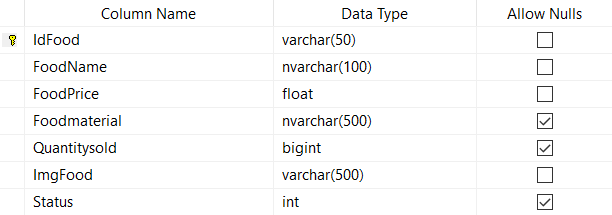 Column Name Data Type Allow Nulls
IdFood varchar(50)
FoodName nvarchar(100)
FoodPrice float
Foodmaterial nvarchar(500)
Quantitysold bigint
ImgFood varchar(500)
Status int